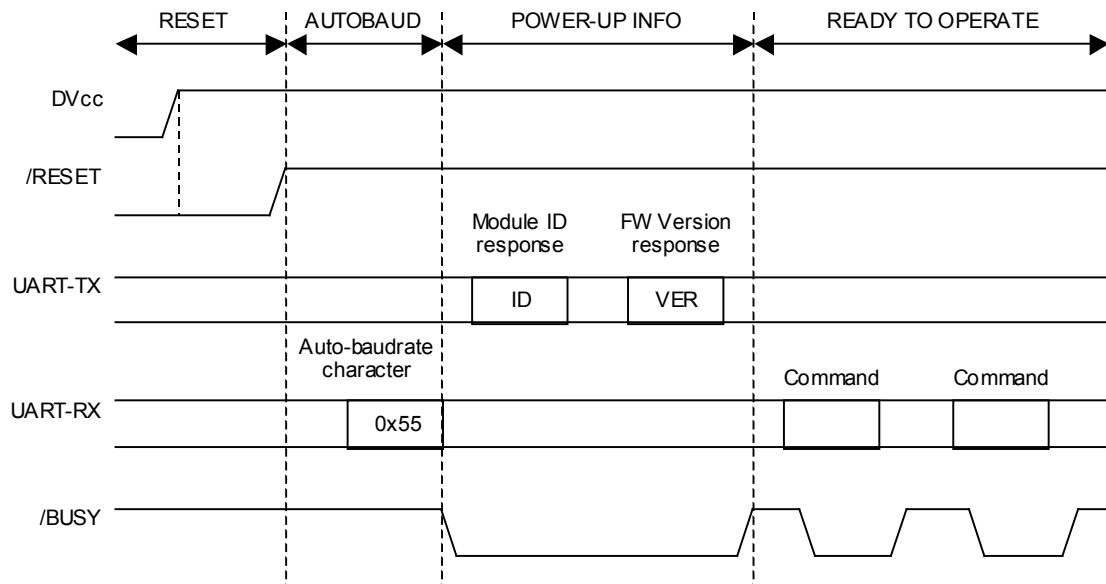 RESET AUTOBAUD POWER-UP INFO READY TO OPERATE
DVcc
/RESET
Module ID FW Version
response response
UART-TX ID VER
Auto-baudrate
character
Command Command
UART-RX 0x55
/BUSY